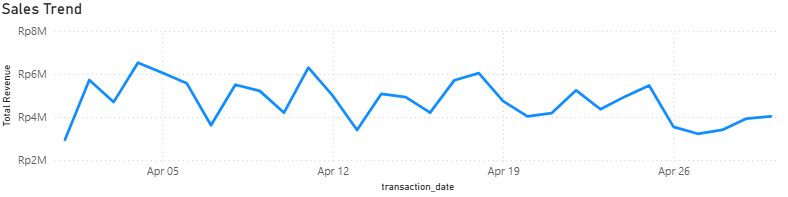 Sales Trend
Rp8M
Rp6M
Rp4M
Rp2M
Total Revenue
Apr 05 Apr 12 Apr 19 Apr 26
transaction_date